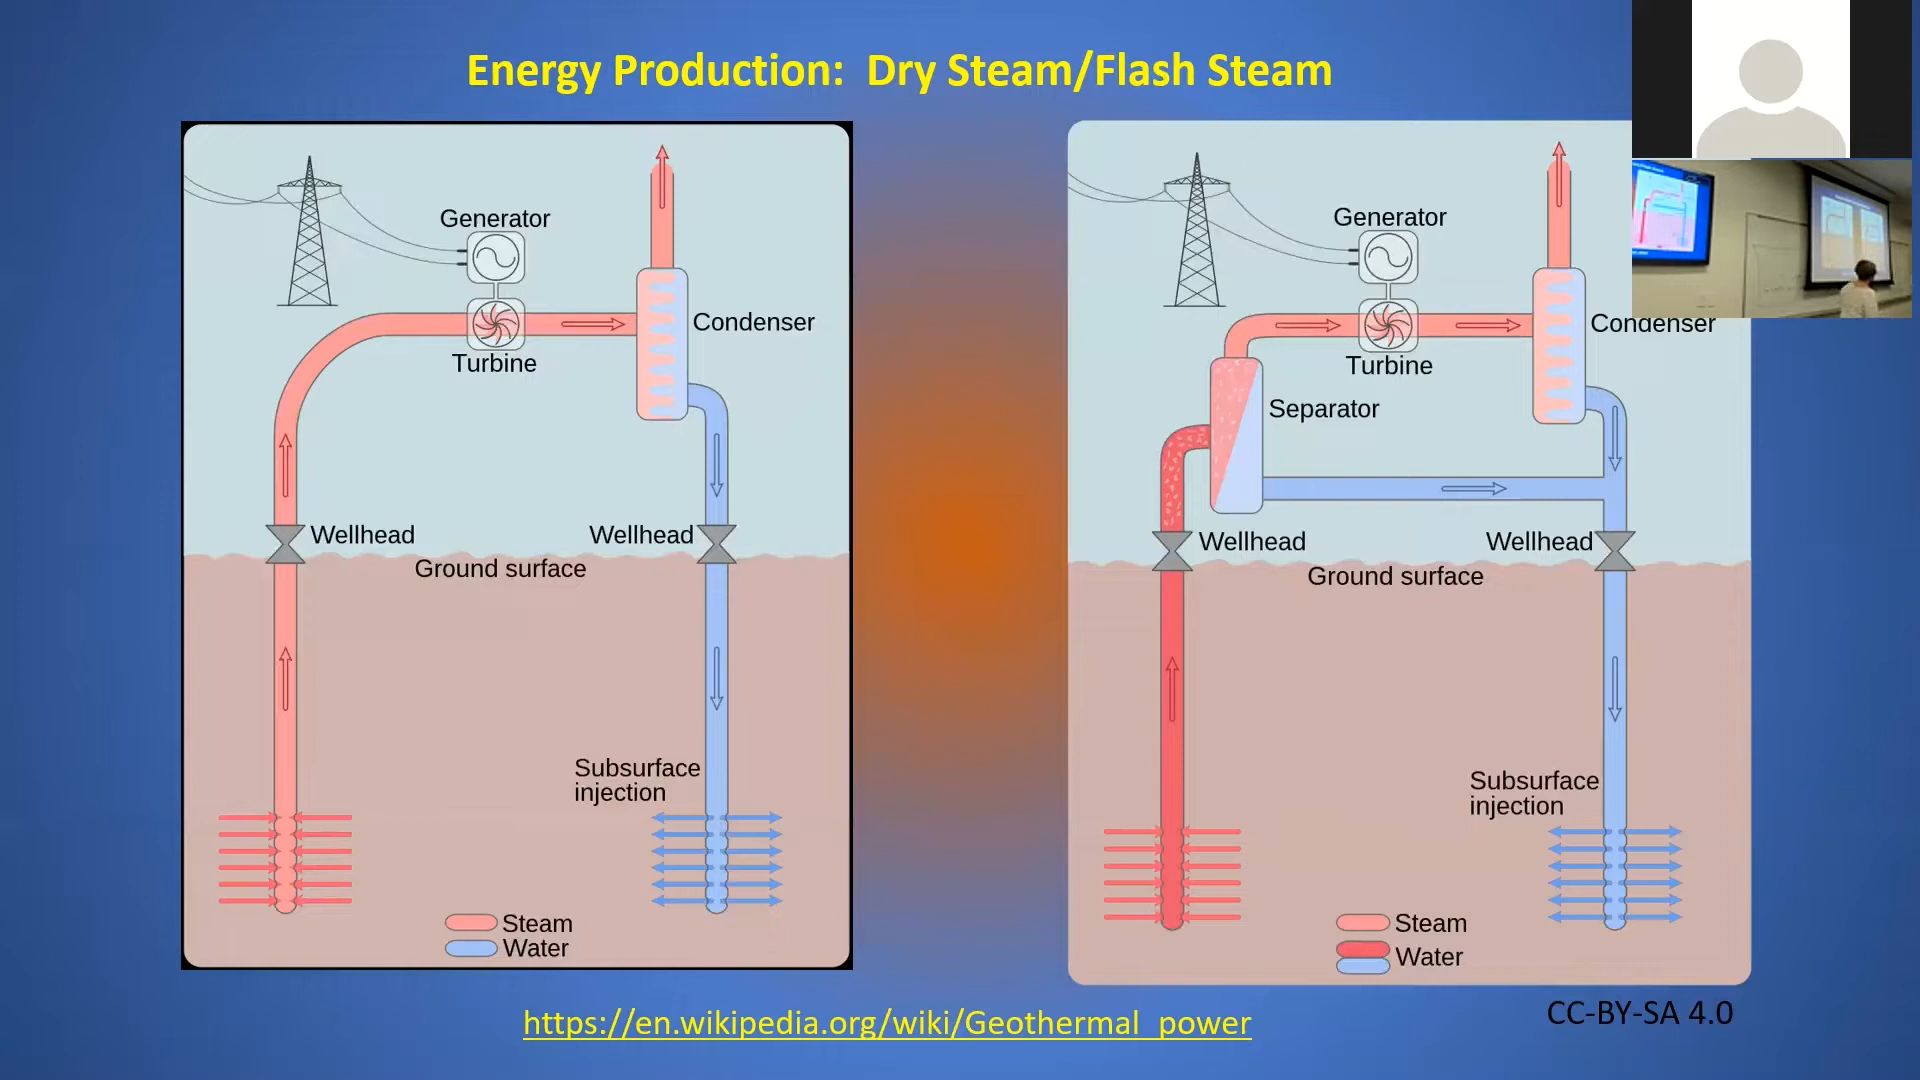 Energy Production:  Dry Steam/Flash Steam
Generator
Condenser
Turbine
Wellhead
Wellhead
Ground surface
Subsurface
injection
Steam
Water
Generator
Condenser
Turbine
Separator
Wellhead
Wellhead
Ground surface
Subsurface
injection
Steam
Water
https://en.wikipedia.org/wiki/Geothermal_power
CC-BY-SA 4.0